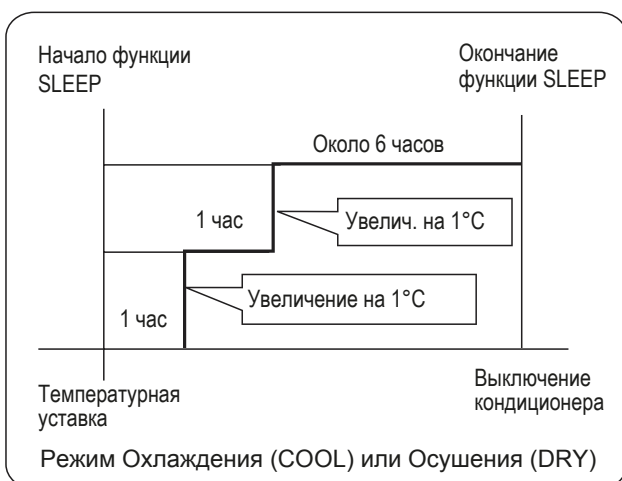 Начало функции
SLEEP
Окончание
функции SLEEP
Около 6 часов
1 час
Увелич. на 1°C
1 час
Увеличение на 1°C
Температурная
уставка
Выключение
кондиционера
Режим Охлаждения (COOL) или Осушения (DRY)